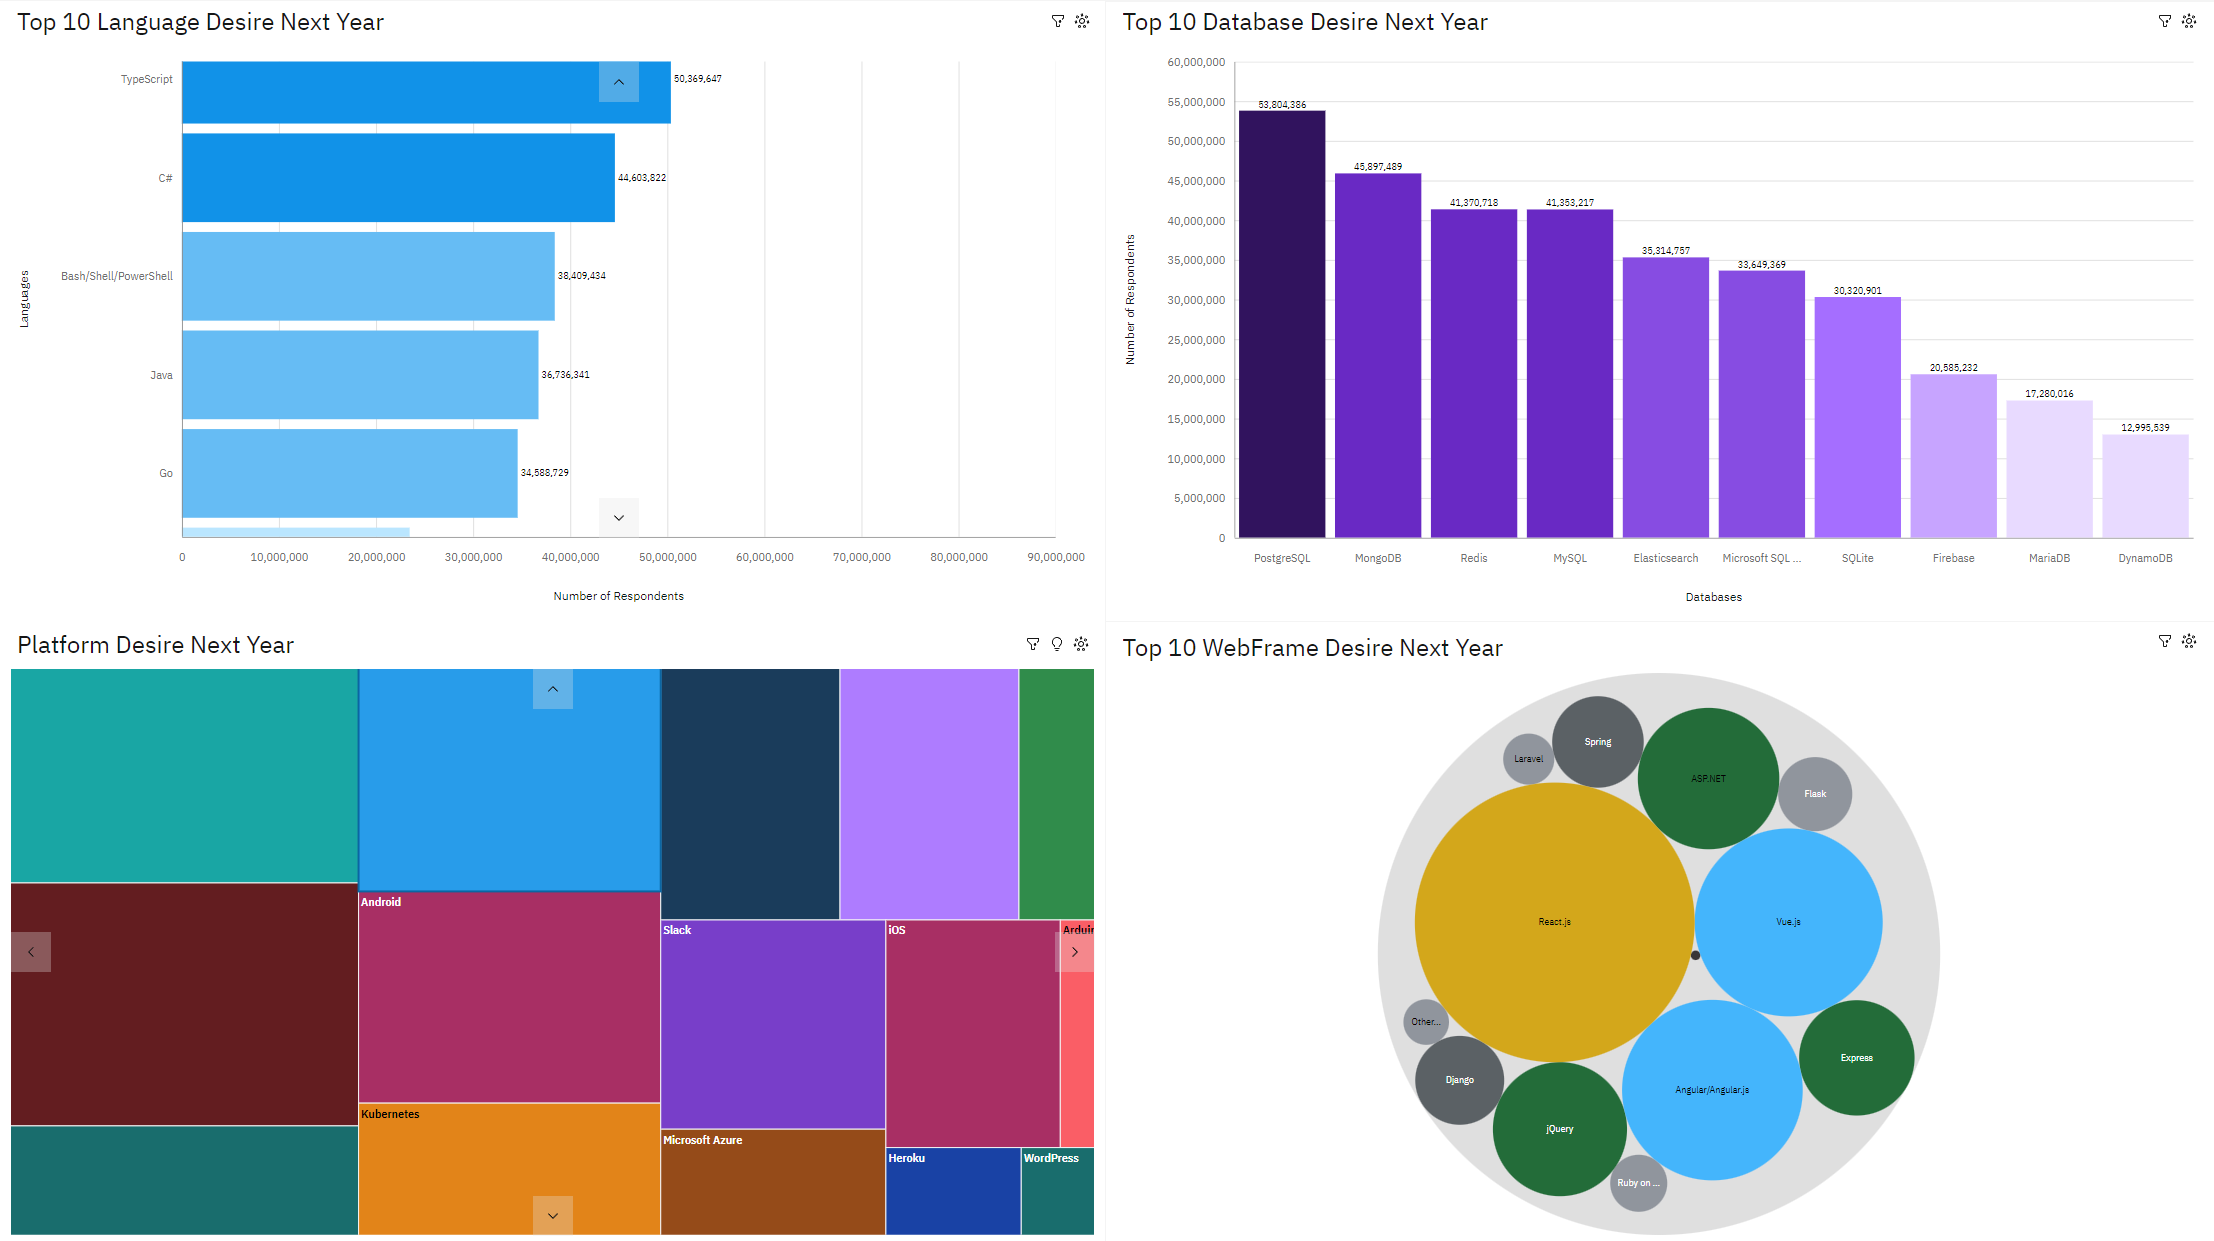 Top 10 Language Desire Next Year
Languages
TypeScript
50,369,647
C#
44,603,822
Bash/Shell/PowerShell
38,409,434
Java
36,736,341
Go
34,588,729
0
10,000,000
20,000,000
30,000,000
40,000,000
50,000,000
60,000,000
70,000,000
80,000,000
90,000,000
Number of Respondents
Top 10 Database Desire Next Year
Number of Respondents
60,000,000
55,000,000
50,000,000
45,000,000
40,000,000
35,000,000
30,000,000
25,000,000
20,000,000
15,000,000
10,000,000
5,000,000
0
53,804,386
45,897,489
41,370,718
41,353,217
35,314,757
33,649,369
30,320,901
20,585,232
17,280,016
12,995,539
PostgreSQL
MongoDB
Redis
MySQL
Elasticsearch
Microsoft SQL ...
SQLite
Firebase
MariaDB
DynamoDB
Databases
Platform Desire Next Year
Android
Kubernetes
Slack
iOS
Arduin
Microsoft Azure
Heroku
WordPress
Top 10 WebFrame Desire Next Year
Spring
Laravel
ASP.NET
Flask
React.js
Vue.js
Other...
Express
Django
Angular/Angular.js
jQuery
Ruby on ...